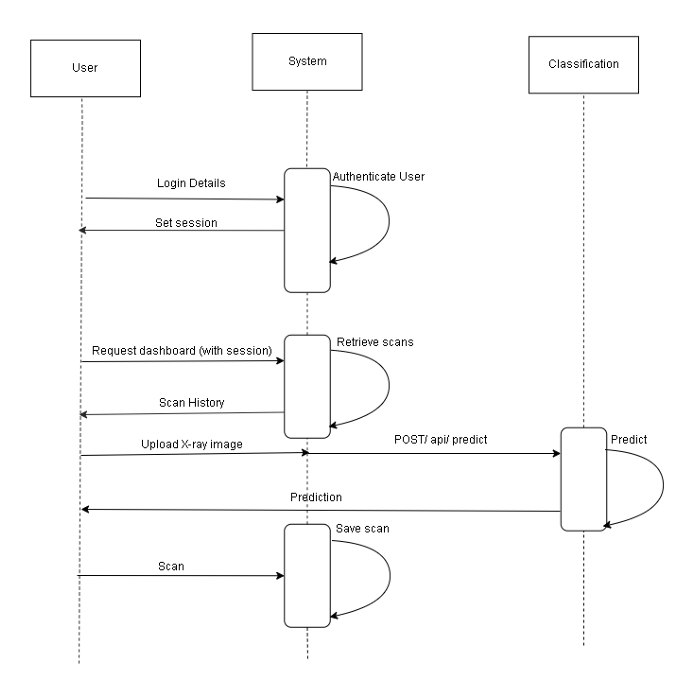 User
System
Classification
Authenticate User
Login Details
Set session
Retrieve scans
Request dashboard (with session)
Scan History
Upload X-ray image
POST/ api/ predict
Predict
Prediction
Save scan
Scan